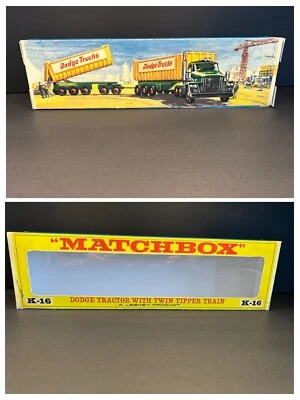 Dodge Trucks
Dodge Trucks
"MATCHBOX"
K-16 DODGE TRACTOR WITH TWIN TIPPER TRAIN K-16
A LESNEY PRODUCT